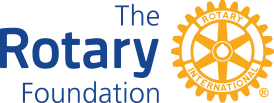 The
Rotary
Foundation
ROTARY
INTERNATIONAL
®